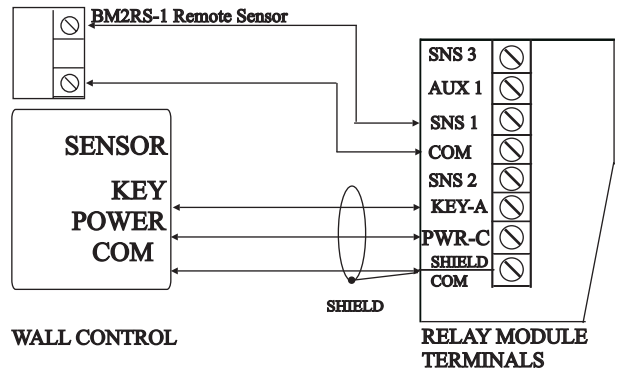 BM2RS-1 Remote Sensor
SENSOR
KEY
POWER
COM
WALL CONTROL
SHIELD
SNS 3
AUX 1
SNS 1
COM
SNS 2
KEY-A
PWR-C
SHIELD
COM
RELAY MODULE
TERMINALS